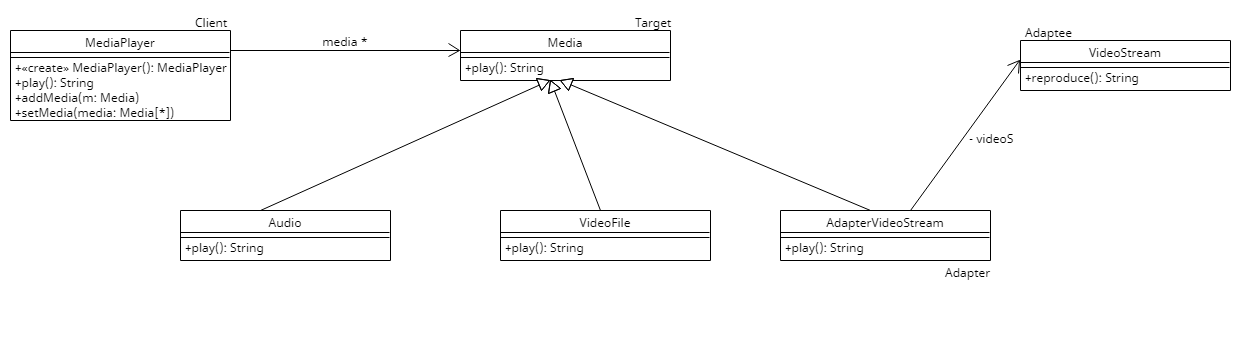 Client
MediaPlayer
+«create» MediaPlayer(): MediaPlayer
+play(): String
+addMedia(m: Media)
+setMedia(media: Media[*])
media *
Target
Media
+play(): String
Adaptee
VideoStream
+reproduce(): String
- videoS
Audio
+play(): String
VideoFile
+play(): String
AdapterVideoStream
+play(): String
Adapter